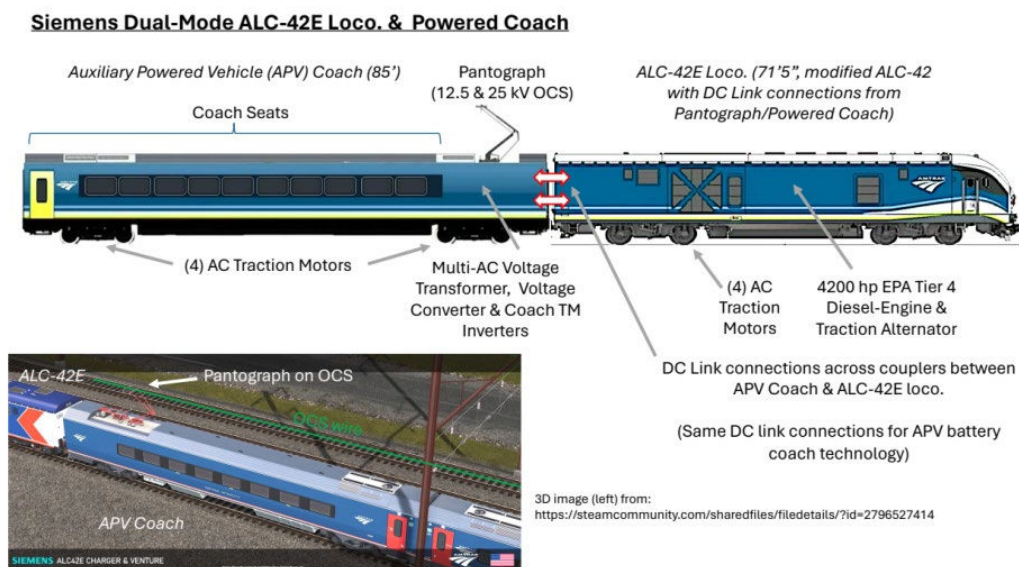 Siemens Dual-Mode ALC-42E Loco. & Powered Coach
Auxiliary Powered Vehicle (APV) Coach (85’)
Coach Seats
Pantograph
(12.5 & 25 kV OCS)
ALC-42E Loco. (71’5”, modified ALC-42
with DC Link connections from
Pantograph/Powered Coach)
AMTRAK
(4) AC Traction Motors
Multi-AC Voltage
Transformer, Voltage
Converter & Coach TM
Inverters
(4) AC
Traction
Motors
4200 hp EPA Tier 4
Diesel-Engine &
Traction Alternator
DC Link connections across couplers between
APV Coach & ALC-42E loco.
(Same DC link connections for APV battery
coach technology)
ALC-42E
Pantograph on OCS
OCS wire
APV Coach
SIEMENS ALC42E CHARGER & VENTURE
3D image (left) from:
https://steamcommunity.com/sharedfiles/filedetails/?id=2796527414